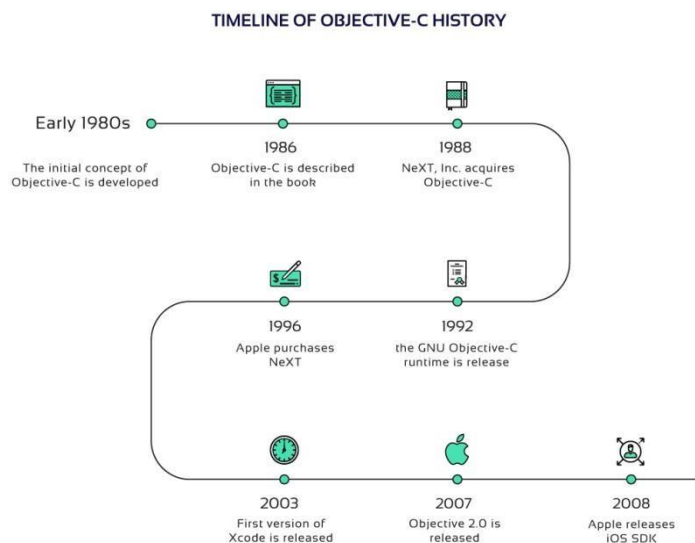 TIMELINE OF OBJECTIVE-C HISTORY
Early 1980s
The initial concept of
Objective-C is developed
1986
Objective-C is described
in the book
1988
NeXT, Inc. acquires
Objective-C
1996
Apple purchases
NeXT
1992
the GNU Objective-C
runtime is release
2003
First version of
Xcode is released
2007
Objective 2.0 is
released
2008
Apple releases
iOS SDK